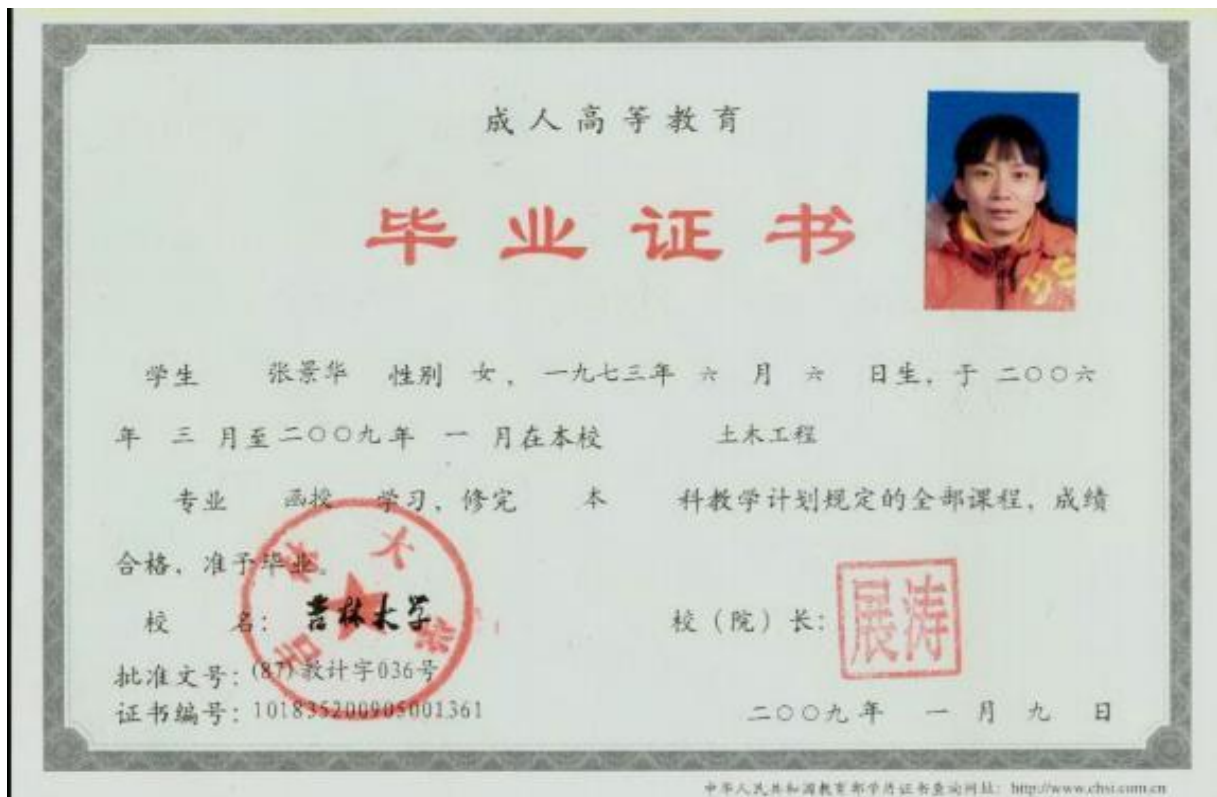 成人高等教育
毕业证书
学生 张景华 性别 女，一九七三年 六 月 六 日生，于 二〇〇六
年 三 月至二〇〇九年 一 月在本校 土木工程
专业 函授 学习，修完 本 科教学计划规定的全部课程，成绩
合格，准予毕业。
校 名：吉林大学
吉林大学
校（院）长：
展涛
批准文号：(87)教计字036号
证书编号：101835200905001361
二〇〇九年 一 月 九 日
中华人民共和国教育部学历证书查询网址：http://www.chsi.com.cn